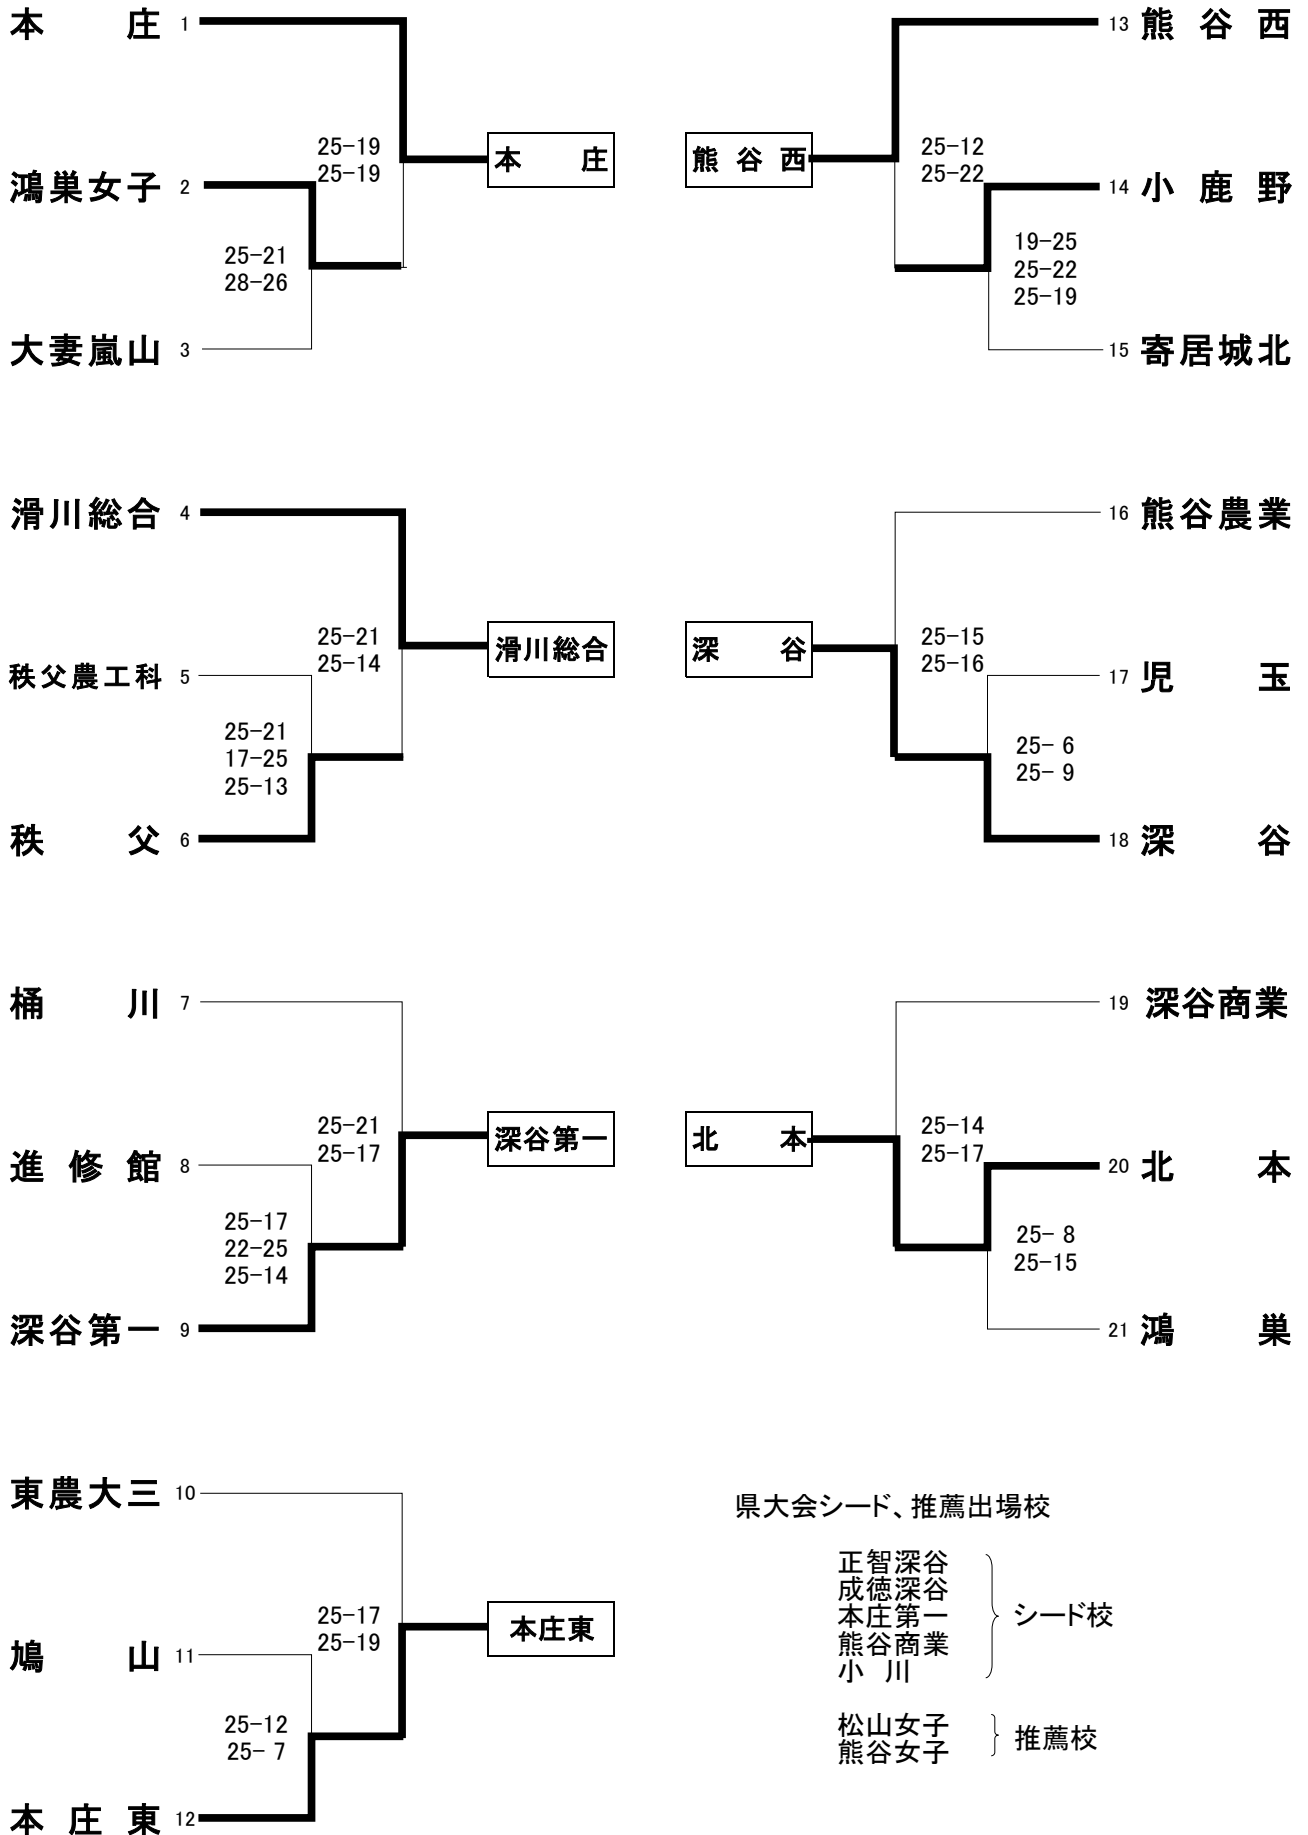 本 庄 1
25-19
25-19
本 庄
鴻巣女子 2
25-21
28-26
大妻嵐山 3
滑川総合 4
25-21
25-14
滑川総合
秩父農工科 5
25-21
17-25
25-13
秩 父 6
桶 川 7
25-21
25-17
深谷第一
進 修 館 8
25-17
22-25
25-14
深谷第一 9
東農大三 10
25-17
25-19
本庄東
鳩 山 11
25-12
25- 7
本 庄 東 12
13 熊 谷 西
熊 谷 西
25-12
25-22
14 小 鹿 野
19-25
25-22
25-19
15 寄居城北
16 熊谷農業
深 谷
25-15
25-16
17 児 玉
25- 6
25- 9
18 深 谷
19 深谷商業
北 本
25-14
25-17
20 北 本
25- 8
25-15
21 鴻 巣
県大会シード、推薦出場校
正智深谷
成徳深谷
本庄第一
熊谷商業
小 川
シード校
松山女子
熊谷女子
推薦校